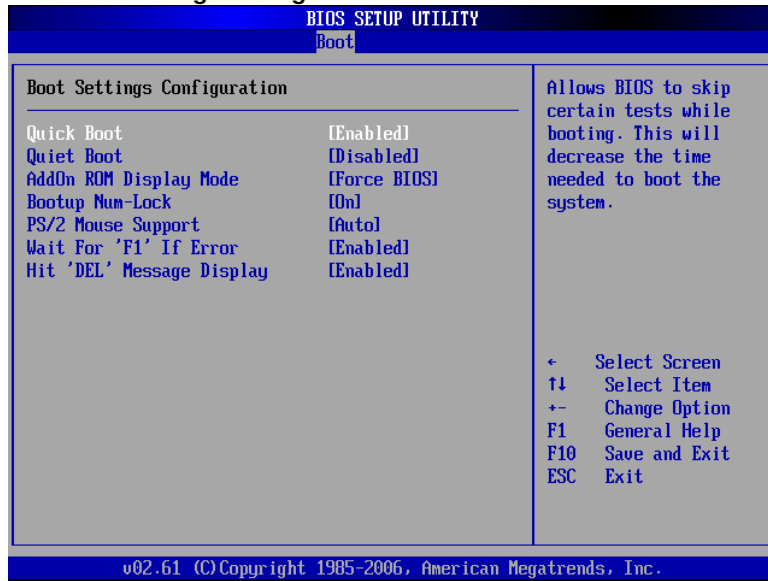 BIOS SETUP UTILITY
Boot
Boot Settings Configuration
Quick Boot [Enabled]
Quiet Boot [Disabled]
AddOn ROM Display Mode [Force BIOS]
Bootup Num-Lock [On]
PS/2 Mouse Support [Auto]
Wait For 'F1' If Error [Enabled]
Hit 'DEL' Message Display [Enabled]
Allows BIOS to skip
certain tests while
booting. This will
decrease the time
needed to boot the
system.
← Select Screen
↑↓ Select Item
+- Change Option
F1 General Help
F10 Save and Exit
ESC Exit
v02.61 (C)Copyright 1985-2006, American Megatrends, Inc.